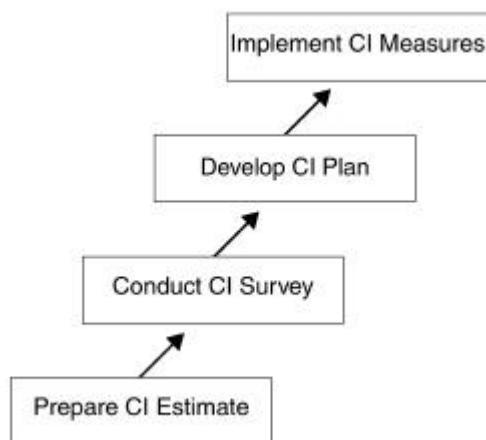 Implement CI Measures
Develop CI Plan
Conduct CI Survey
Prepare CI Estimate